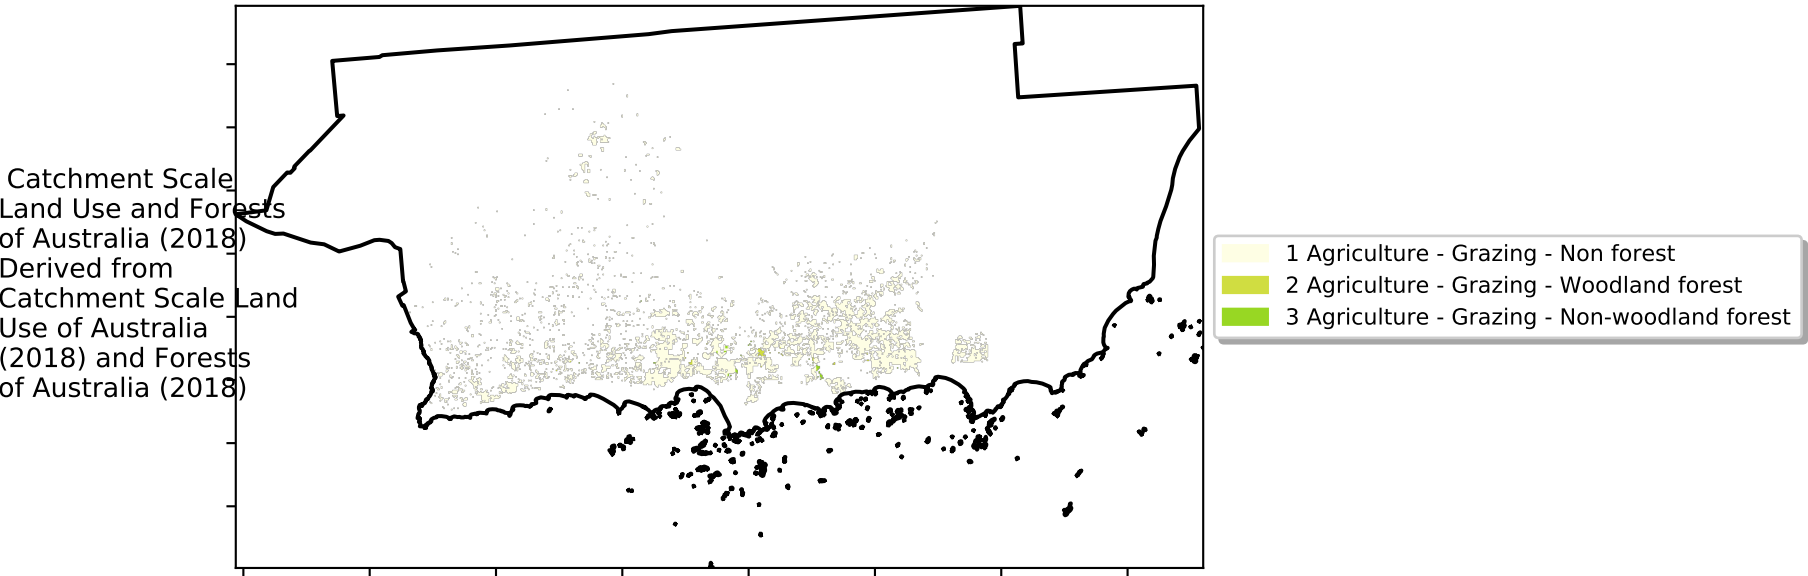 Catchment Scale
Land Use and Forests
of Australia (2018)
Derived from
Catchment Scale Land
Use of Australia
(2018) and Forests
of Australia (2018)
1 Agriculture - Grazing - Non forest
2 Agriculture - Grazing - Woodland forest
3 Agriculture - Grazing - Non-woodland forest